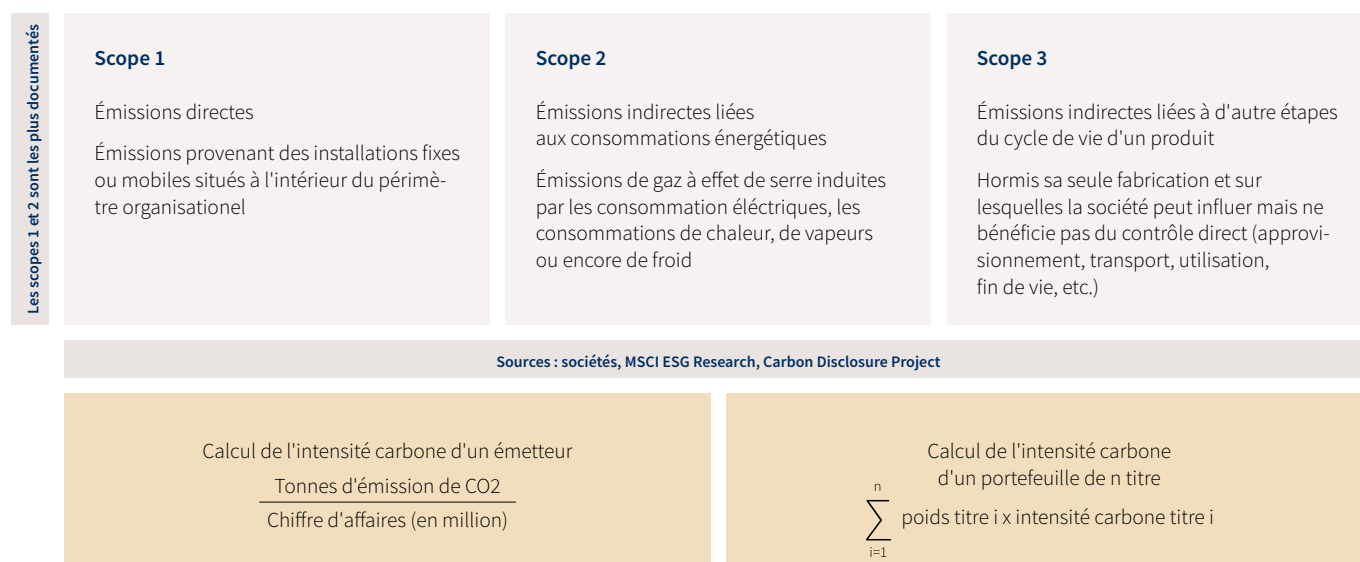 Les scopes 1 et 2 sont les plus documentés
Scope 1
Émissions directes
Émissions provenant des installations fixes
ou mobiles situés à l'intérieur du périmè-
tre organisationel
Scope 2
Émissions indirectes liées
aux consommations énergétiques
Émissions de gaz à effet de serre induites
par les consommation éléctriques, les
consommations de chaleur, de vapeurs
ou encore de froid
Scope 3
Émissions indirectes liées à d'autre étapes
du cycle de vie d'un produit
Hormis sa seule fabrication et sur
lesquelles la société peut influer mais ne
bénéficie pas du contrôle direct (approvi-
sionnement, transport, utilisation,
fin de vie, etc.)
Sources : sociétés, MSCI ESG Research, Carbon Disclosure Project
Calcul de l'intensité carbone d'un émetteur
Tonnes d'émission de CO2
Chiffre d'affaires (en million)
Calcul de l'intensité carbone
d'un portefeuille de n titre
n
∑ poids titre i x intensité carbone titre i
i=1